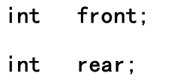 int front;
int rear;